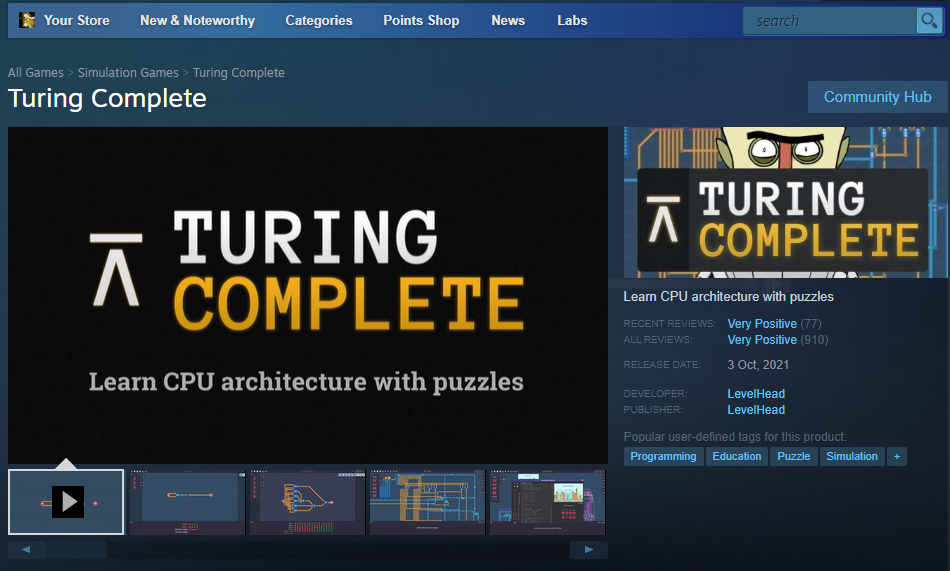 Your Store New & Noteworthy Categories Points Shop News Labs search
All Games > Simulation Games > Turing Complete
Turing Complete
Community Hub
TURING
COMPLETE
Learn CPU architecture with puzzles
TURING
COMPLETE
Learn CPU architecture with puzzles
RECENT REVIEWS: Very Positive (77)
ALL REVIEWS: Very Positive (910)
RELEASE DATE: 3 Oct, 2021
DEVELOPER: LevelHead
PUBLISHER: LevelHead
Popular user-defined tags for this product:
Programming Education Puzzle Simulation +